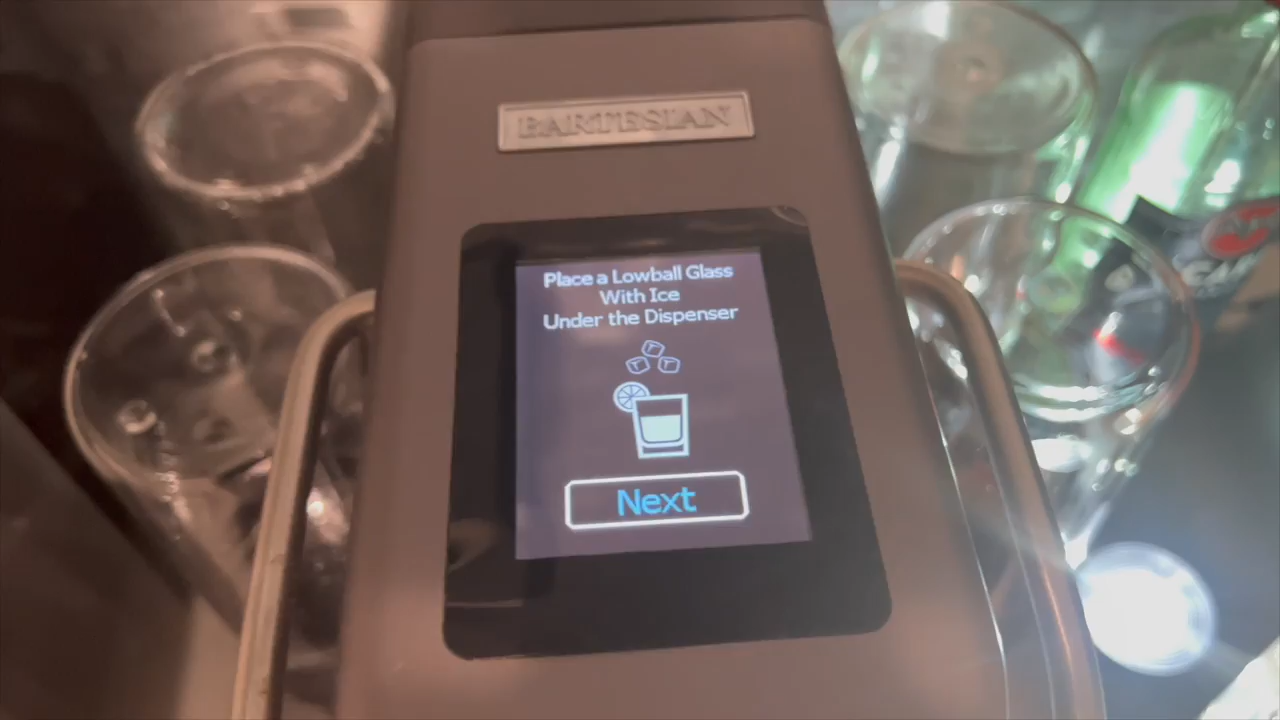 BARTESIAN
Place a Lowball Glass
With Ice
Under the Dispenser
Next